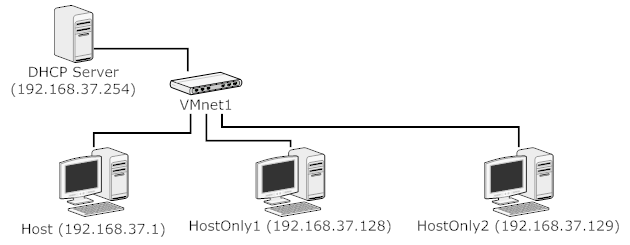 DHCP Server
(192.168.37.254)
VMnet1
Host (192.168.37.1)
HostOnly1 (192.168.37.128)
HostOnly2 (192.168.37.129)